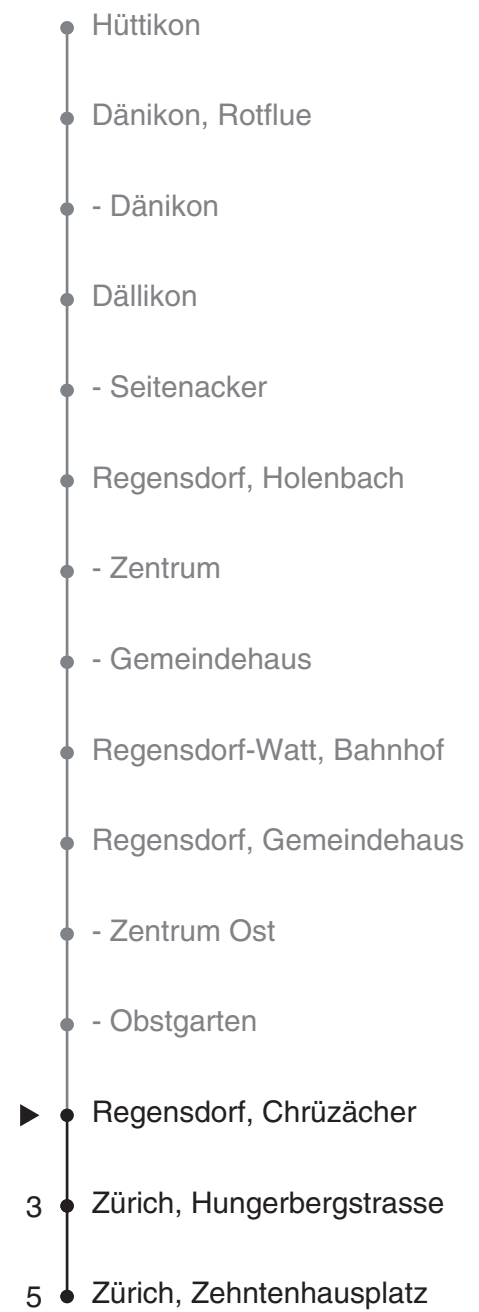 Hüttikon
Dänikon, Rotflue
- Dänikon
Dällikon
- Seitenacker
Regensdorf, Holenbach
- Zentrum
- Gemeindehaus
Regensdorf-Watt, Bahnhof
Regensdorf, Gemeindehaus
- Zentrum Ost
- Obstgarten
Regensdorf, Chrüzächer
3 Zürich, Hungerbergstrasse
5 Zürich, Zehntenhausplatz